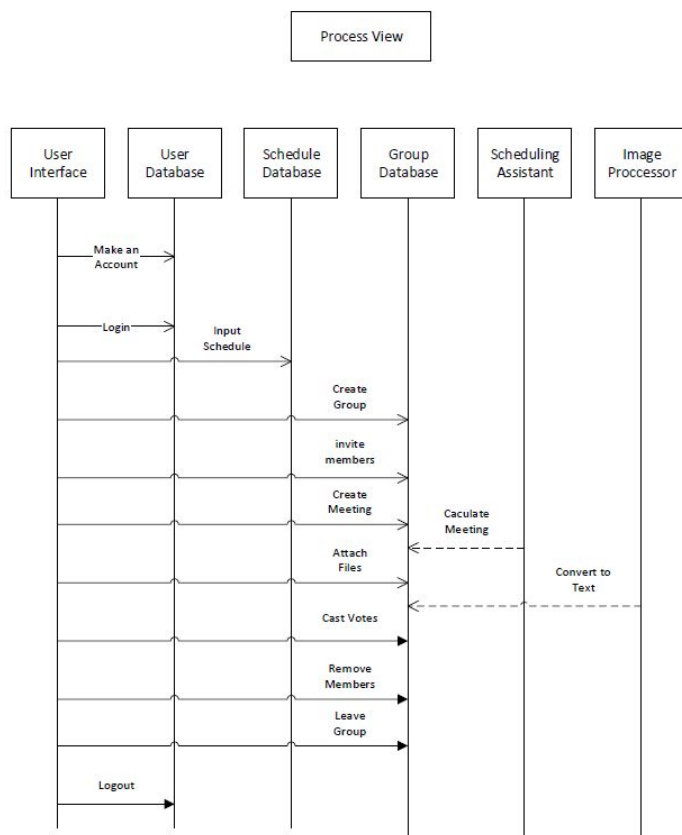 Process View
User
Interface
User
Database
Schedule
Database
Group
Database
Scheduling
Assistant
Image
Proccessor
Make an
Account
Login
Input
Schedule
Create
Group
invite
members
Create
Meeting
Caculate
Meeting
Attach
Files
Convert to
Text
Cast Votes
Remove
Members
Leave
Group
Logout